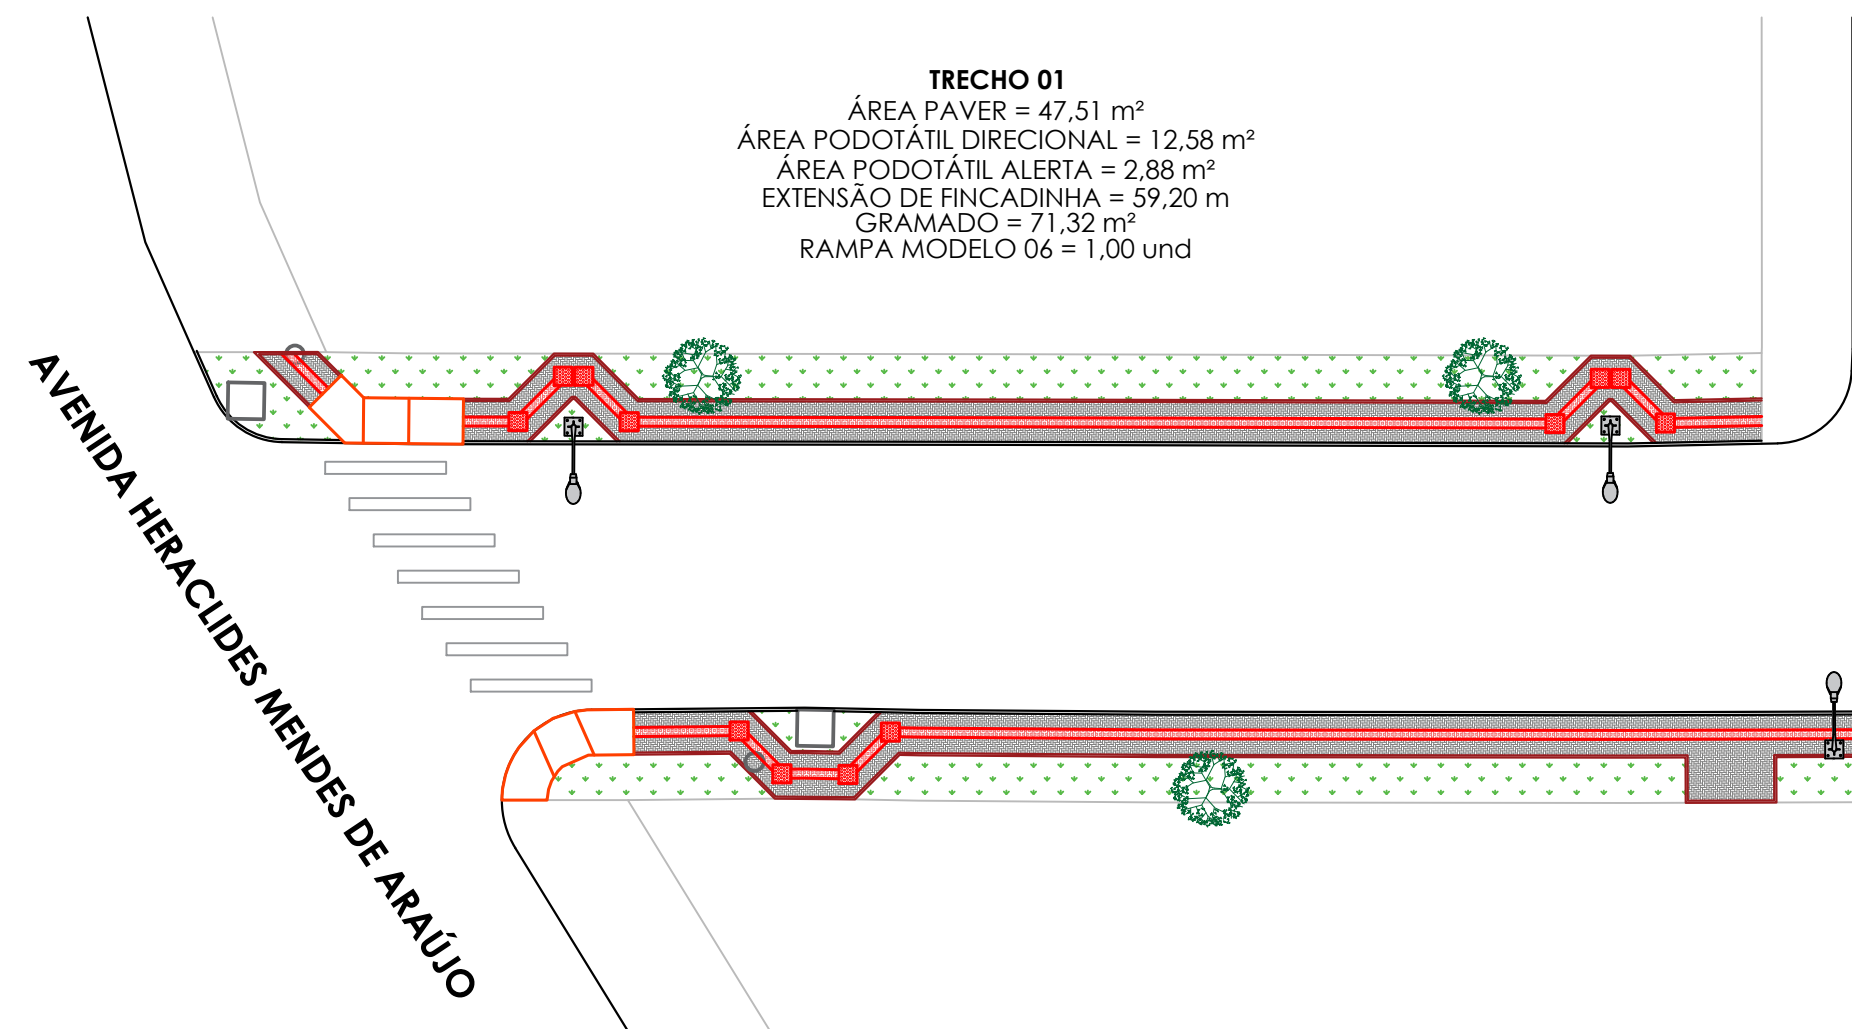 TRECHO 01
ÁREA PAVER = 47,51 m²
ÁREA PODOTÁTIL DIRECIONAL = 12,58 m²
ÁREA PODOTÁTIL ALERTA = 2,88 m²
EXTENSÃO DE FINCADINHA = 59,20 m
GRAMADO = 71,32 m²
RAMPA MODELO 06 = 1,00 und
AVENIDA HERACLIDES MENDES DE ARAÚJO